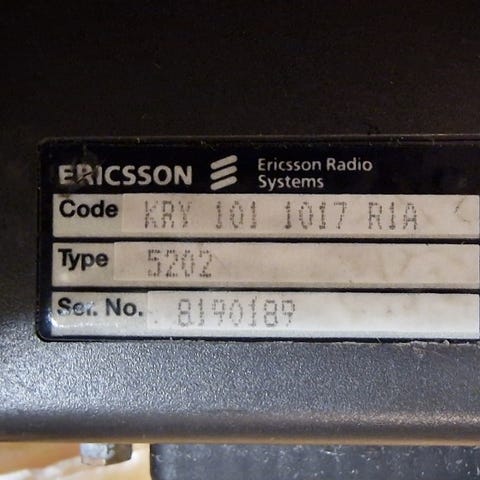 ERICSSON Ericsson Radio
Systems
Code KRY 101 1017 R1A
Type 5202
Ser. No. 8190189